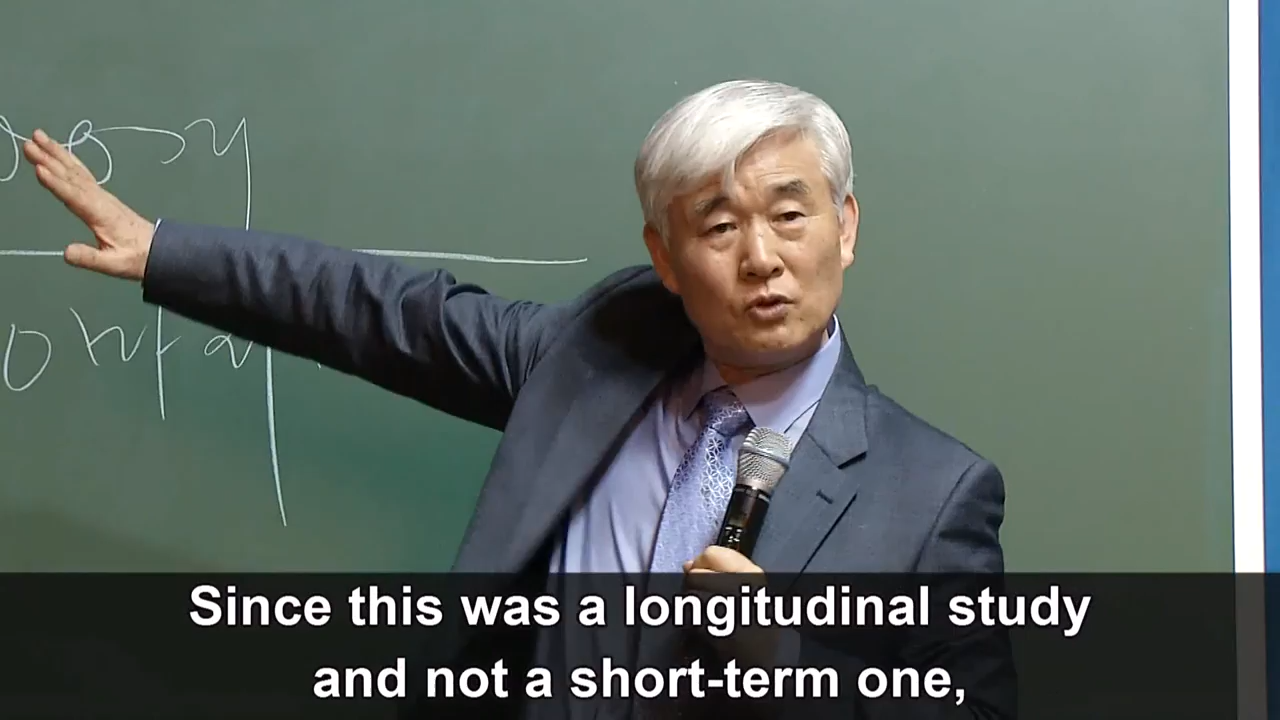 Since this was a longitudinal study
and not a short-term one,